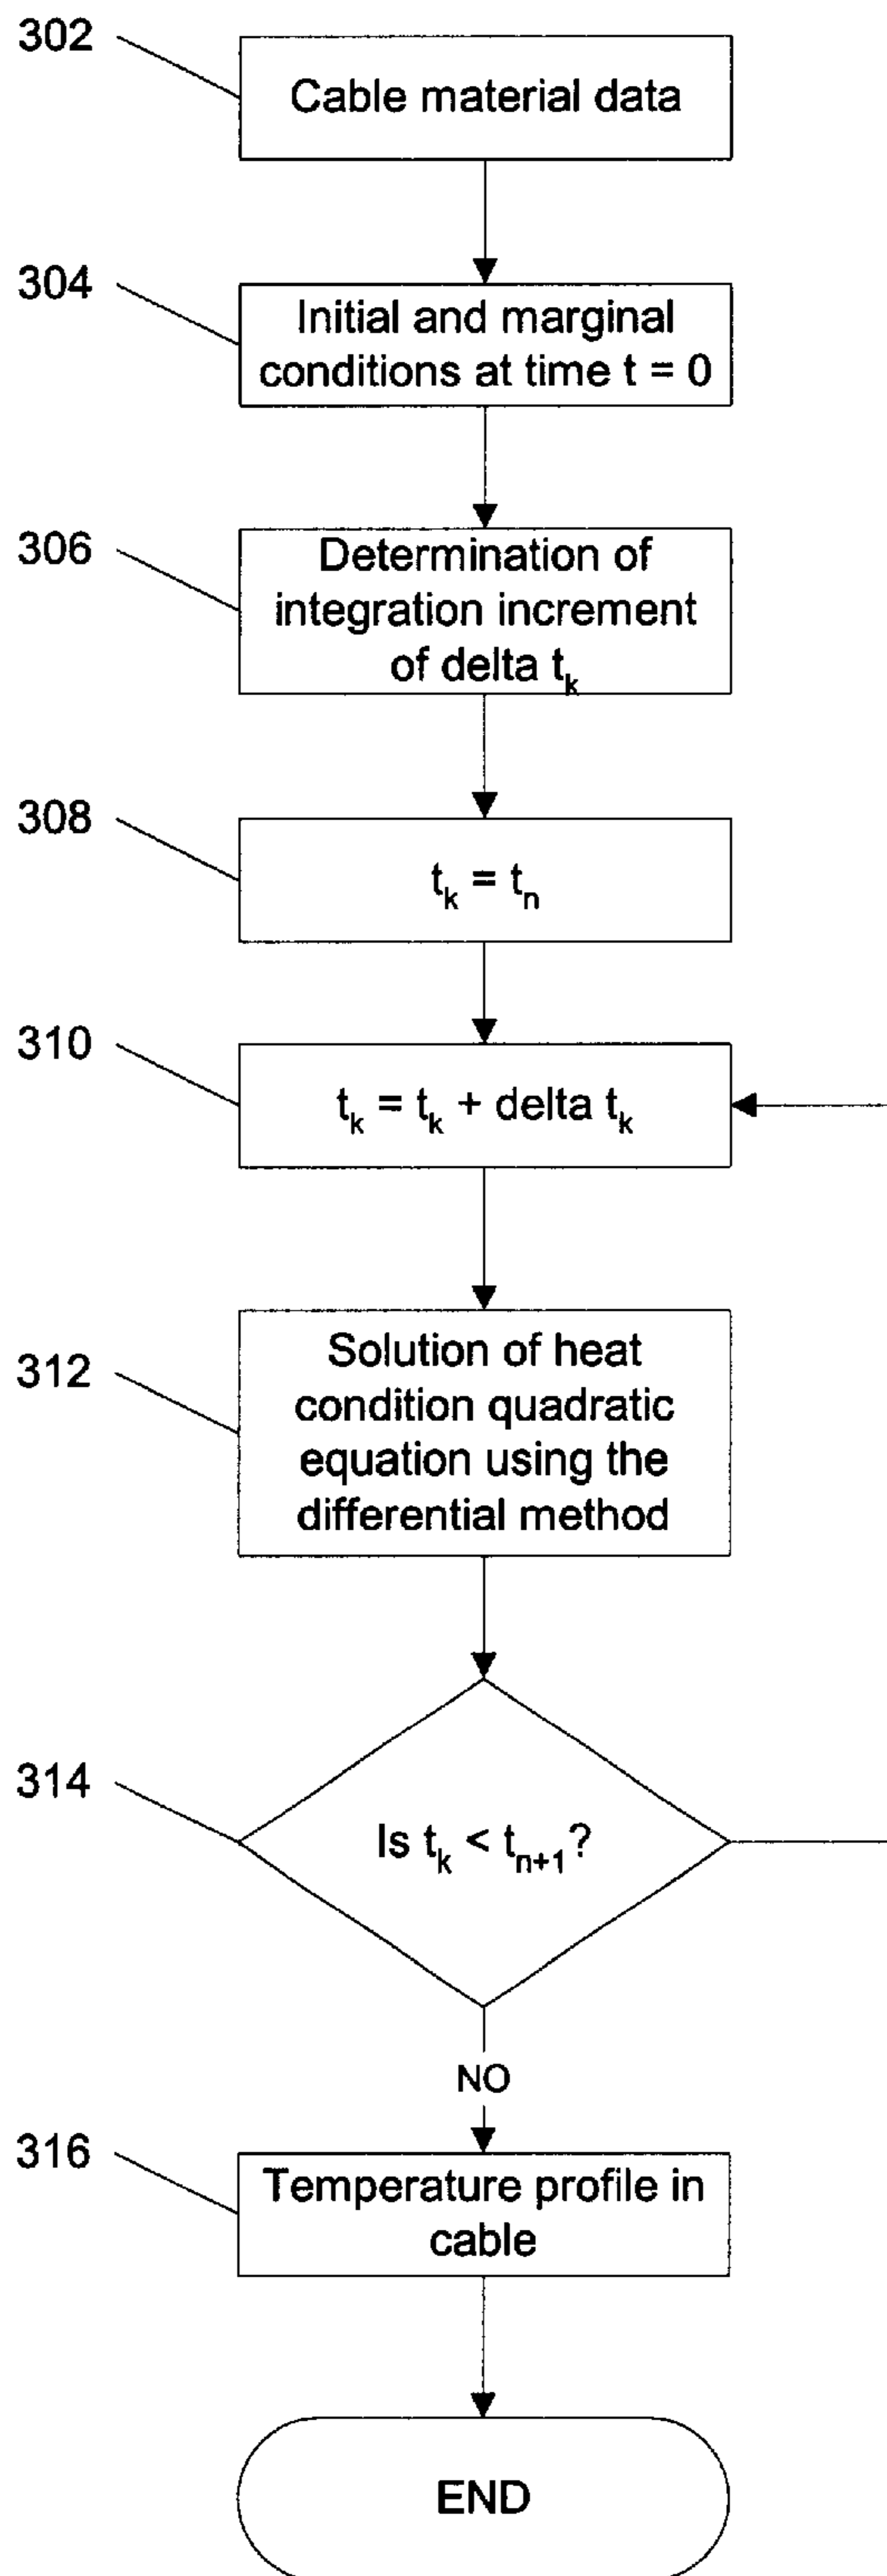 302
Cable material data
304
Initial and marginal
conditions at time t = 0
306
Determination of
integration increment
of delta tₖ
308
tₖ = tₙ
310
tₖ = tₖ + delta tₖ
312
Solution of heat
condition quadratic
equation using the
differential method
314
Is tₖ < tₙ₊₁?
NO
316
Temperature profile in
cable
END